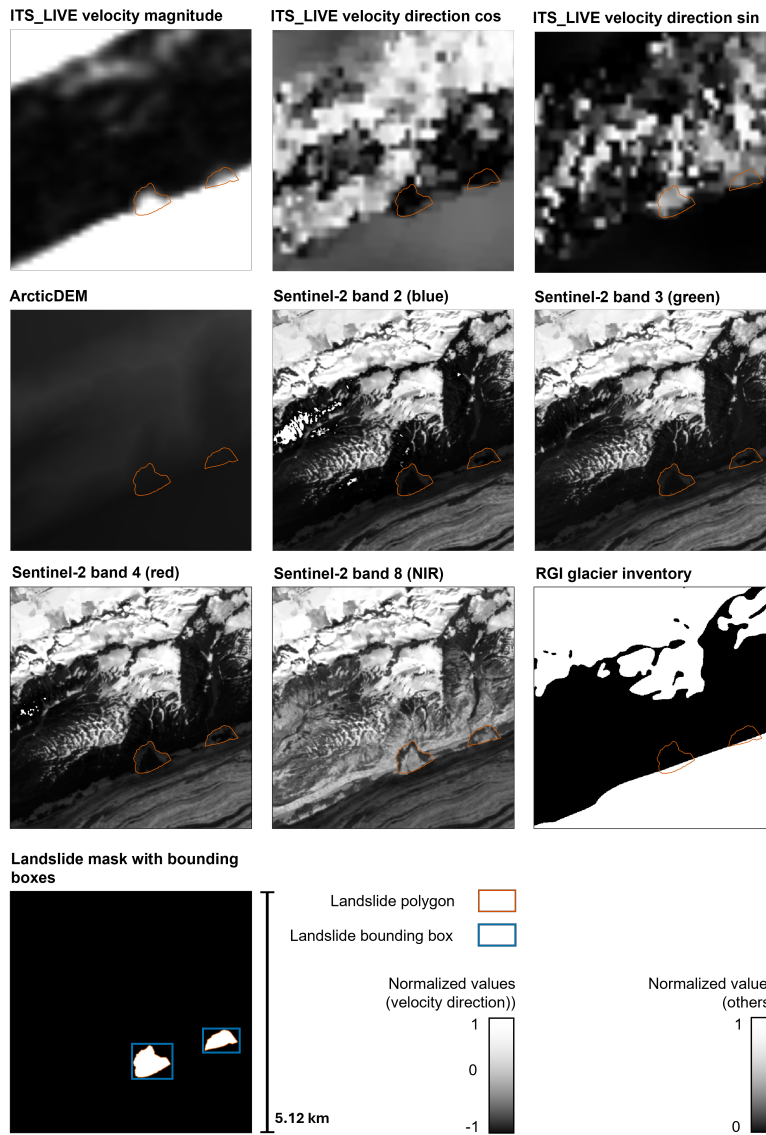 ITS_LIVE velocity magnitude
ITS_LIVE velocity direction cos
ITS_LIVE velocity direction sin
ArcticDEM
Sentinel-2 band 2 (blue)
Sentinel-2 band 3 (green)
Sentinel-2 band 4 (red)
Sentinel-2 band 8 (NIR)
RGI glacier inventory
Landslide mask with bounding
boxes
Landslide polygon
Landslide bounding box
Normalized values
(velocity direction))
1
0
-1
Normalized value
(others
1
0
5.12 km